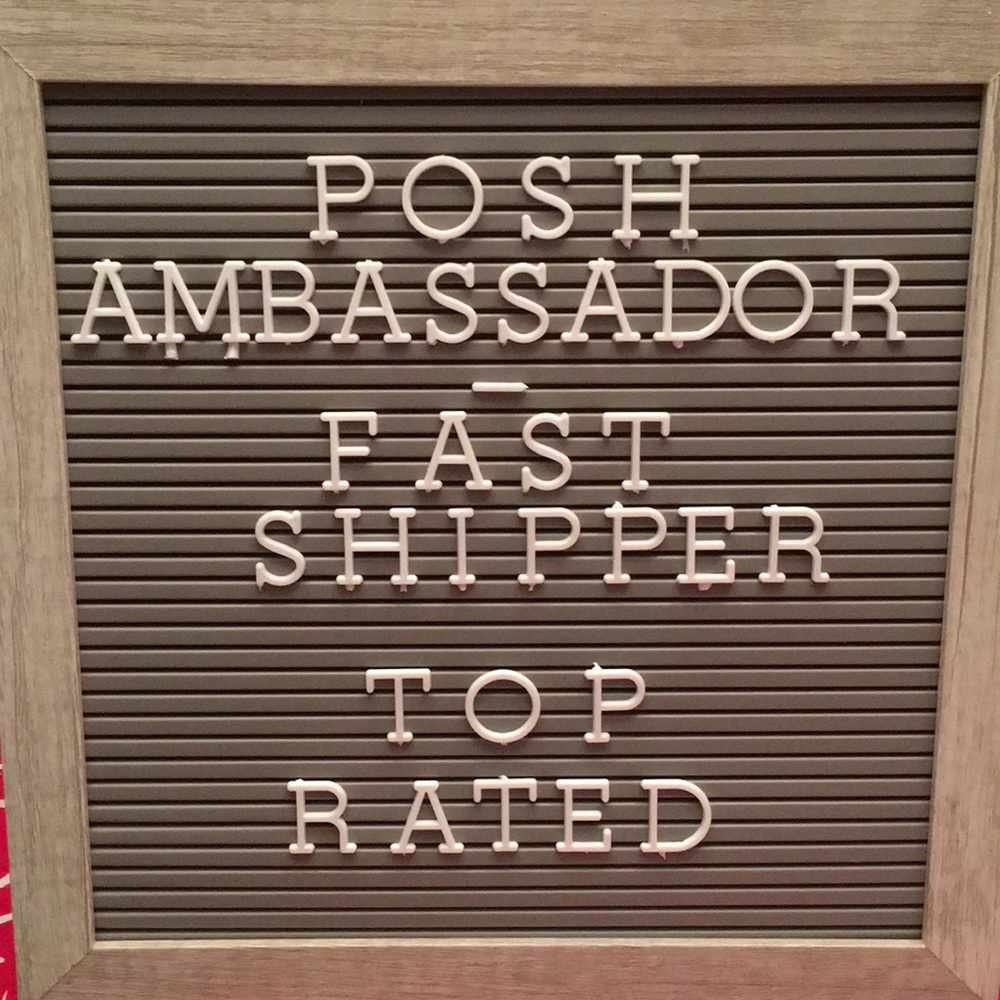 POSH
AMBASSADOR
-
FAST
SHIPPER
TOP
RATED